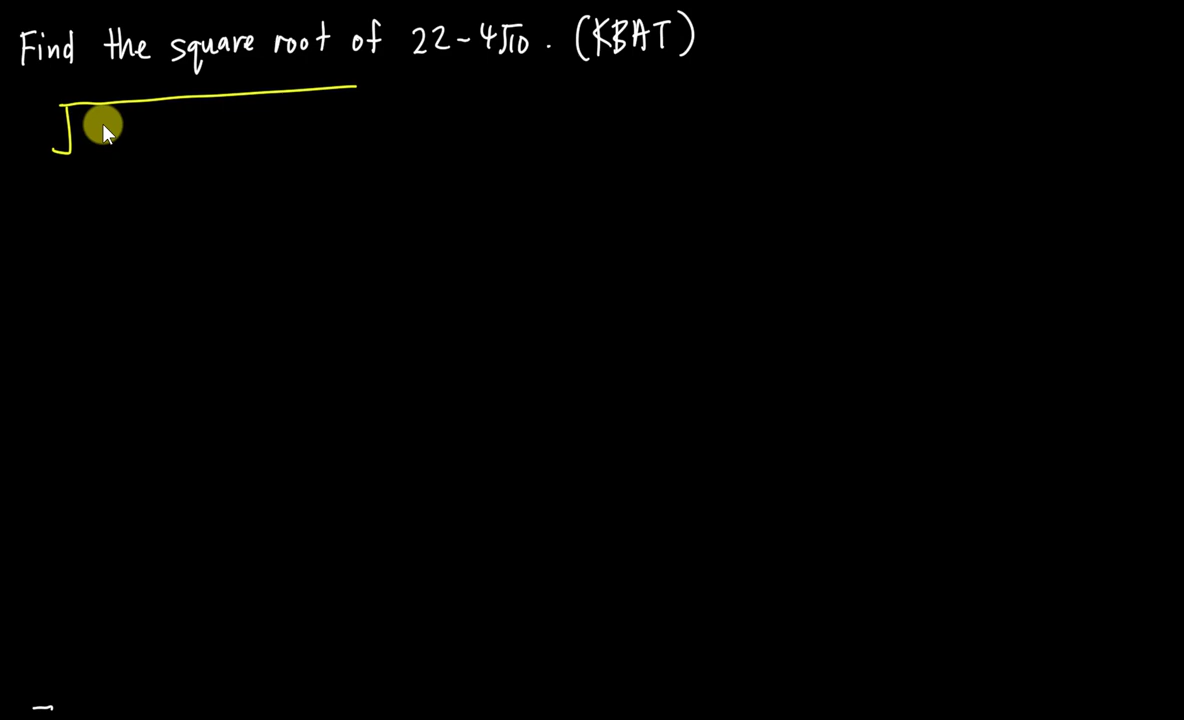 Find the square root of 22-4√10. (KBAT)
√